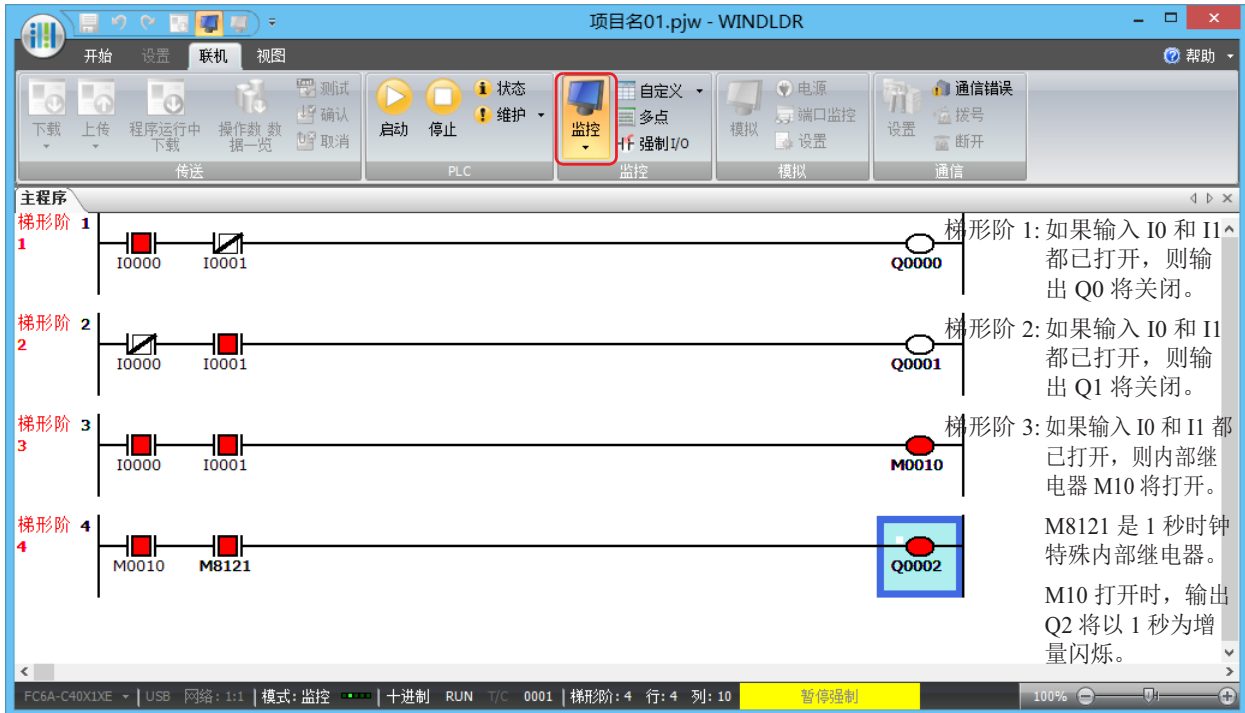 项目名01.pjw - WINDLDR
开始 设置 联机 视图 帮助
下载 上传 程序运行中下载 操作数 数据一览 测试 确认 取消
传送
启动 停止 状态 维护
PLC
监控 自定义 多点 强制I/O
监控
模拟 电源 端口监控 设置
模拟
设置 通信错误 拨号 断开
通信
主程序
梯形阶 1
1
I0000 I0001 Q0000
梯形阶 1: 如果输入 I0 和 I1
都已打开，则输
出 Q0 将关闭。
梯形阶 2
2
I0000 I0001 Q0001
梯形阶 2: 如果输入 I0 和 I1
都已打开，则输
出 Q1 将关闭。
梯形阶 3
3
I0000 I0001 M0010
梯形阶 3: 如果输入 I0 和 I1 都
已打开，则内部继
电器 M10 将打开。
梯形阶 4
4
M0010 M8121 Q0002
M8121 是 1 秒时钟
特殊内部继电器。
M10 打开时，输出
Q2 将以 1 秒为增
量闪烁。
FC6A-C40X1XE USB 网络: 1:1 模式: 监控 十进制 RUN T/C 0001 梯形阶: 4 行: 4 列: 10 暂停强制 100%